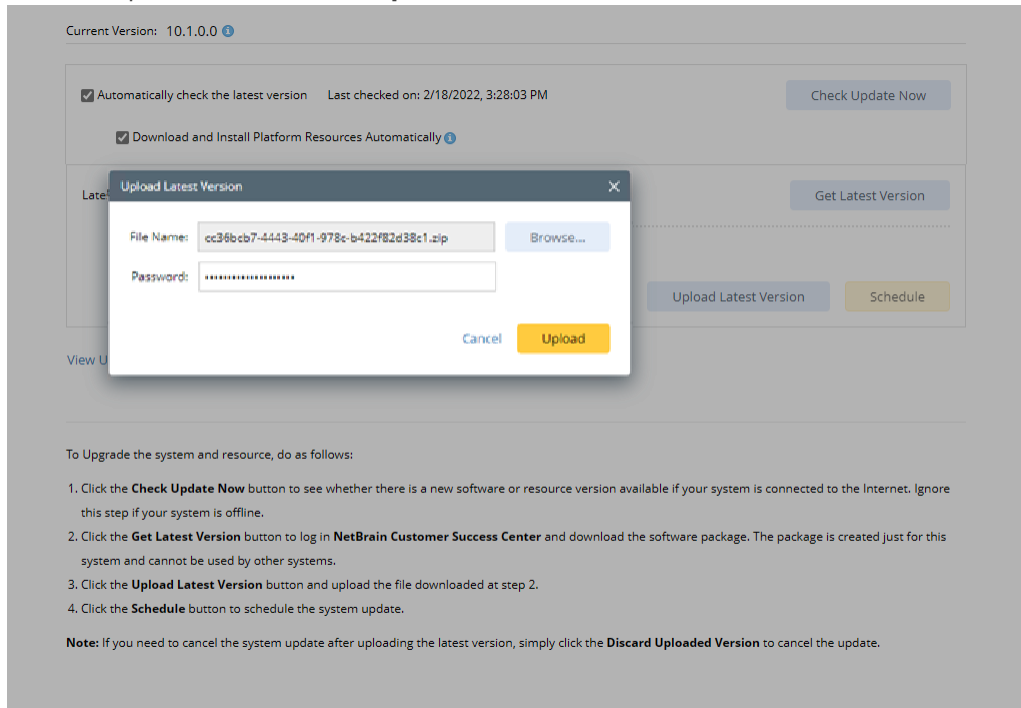 Current Version: 10.1.0.0
Automatically check the latest version Last checked on: 2/18/2022, 3:28:03 PM Check Update Now
Download and Install Platform Resources Automatically
Upload Latest Version
Late Get Latest Version
File Name: cc36bcb7-4443-40f1-978c-b422f82d38c1.zip Browse...
Password: 
Upload Latest Version Schedule
Cancel Upload
View U
To Upgrade the system and resource, do as follows:
1. Click the Check Update Now button to see whether there is a new software or resource version available if your system is connected to the Internet. Ignore
this step if your system is offline.
2. Click the Get Latest Version button to log in NetBrain Customer Success Center and download the software package. The package is created just for this
system and cannot be used by other systems.
3. Click the Upload Latest Version button and upload the file downloaded at step 2.
4. Click the Schedule button to schedule the system update.
Note: If you need to cancel the system update after uploading the latest version, simply click the Discard Uploaded Version to cancel the update.